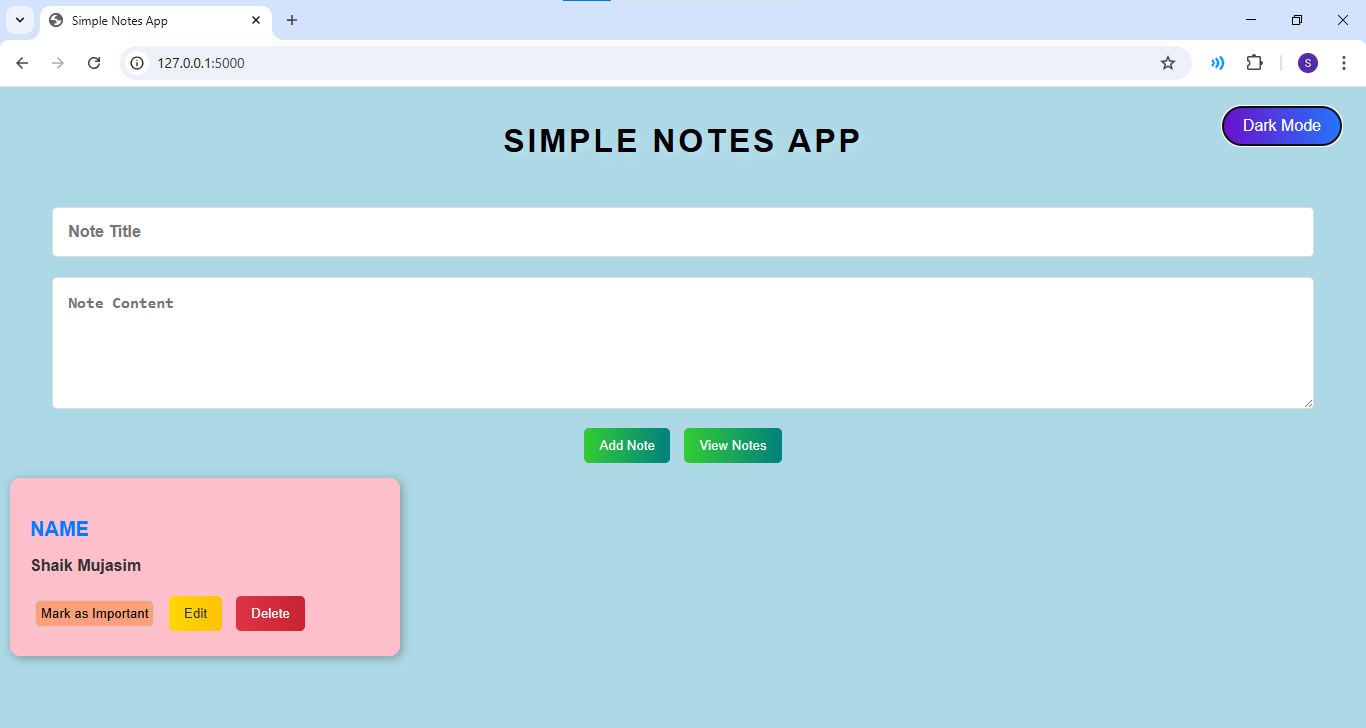 Simple Notes App
127.0.0.1:5000
S
Dark Mode
SIMPLE NOTES APP
Note Title
Note Content
Add Note View Notes
NAME
Shaik Mujasim
Mark as Important Edit Delete